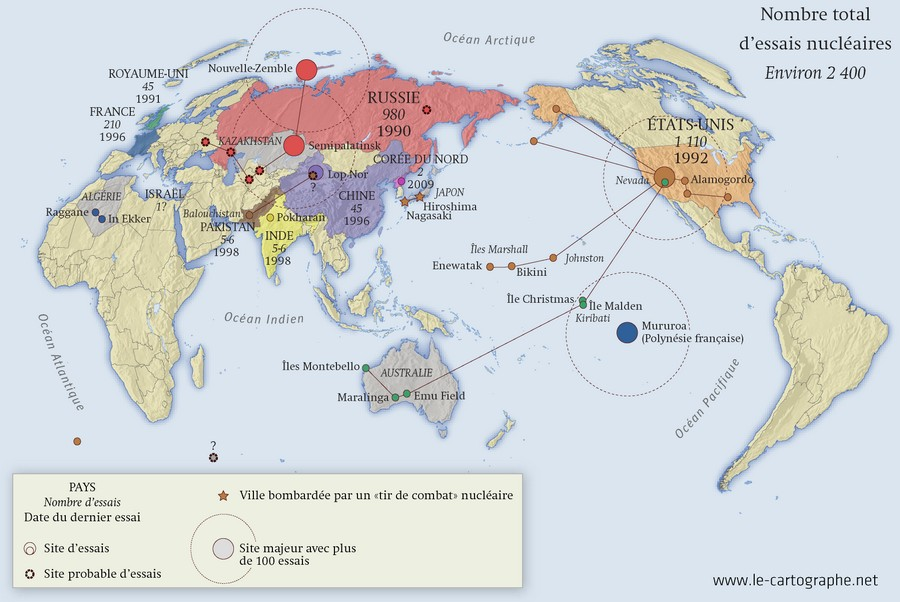 Nombre total
d'essais nucléaires
Environ 2 400
Océan Arctique
Nouvelle-Zemble
ROYAUME-UNI
45
1991
FRANCE
210
1996
RUSSIE
980
1990
KAZAKHSTAN
Semipalatinsk
CORÉE DU NORD
2
2009
ÉTATS-UNIS
1 110
1992
Nevada
Alamogordo
Lop Nor
?
CHINE
45
1996
JAPON
Hiroshima
Nagasaki
ISRAËL
1?
ALGÉRIE
Raggane
In Ekker
Balouchistan
PAKISTAN
5-6
1998
Pokharan
INDE
5-6
1998
Îles Marshall
Enewatak
Bikini
Johnston
Île Christmas
Île Malden
Kiribati
Mururoa
(Polynésie française)
Océan Indien
Océan Atlantique
Océan Pacifique
Îles Montebello
AUSTRALIE
Maralinga
Emu Field
?
PAYS
Nombre d'essais
Date du dernier essai
Site d'essais
Site probable d'essais
Ville bombardée par un «tir de combat» nucléaire
Site majeur avec plus
de 100 essais
www.le-cartographe.net